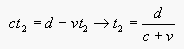 ct₂ = d − vt₂ → t₂ = d / (c + v)